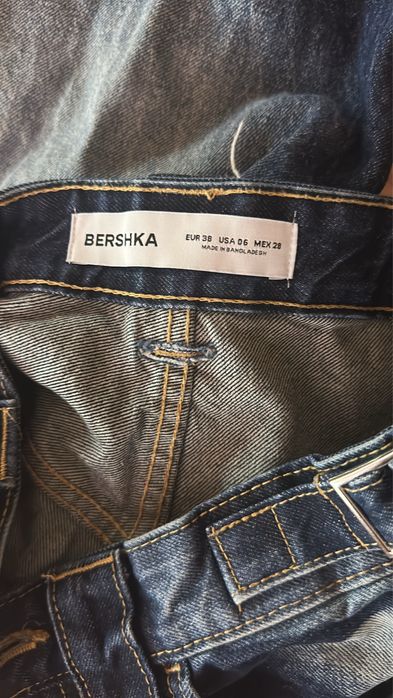 BERSHKA
EUR 38 USA 06 MEX 28
MADE IN BANGLADESH